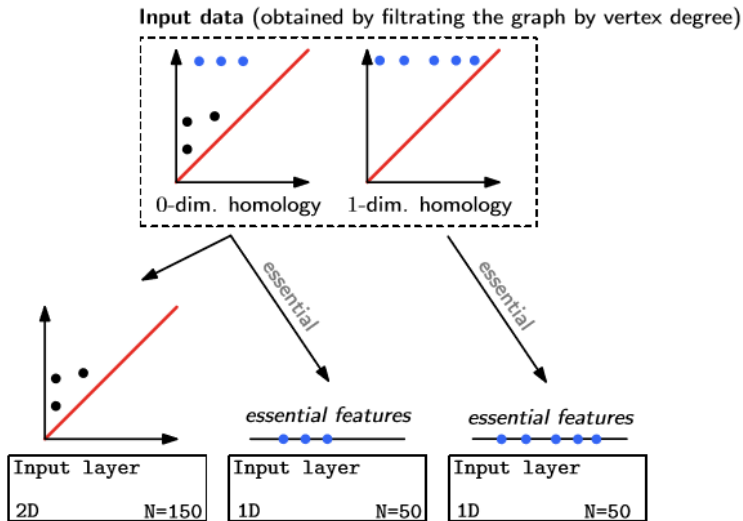 Input data (obtained by filtrating the graph by vertex degree)
0-dim. homology
1-dim. homology
essential
essential
essential features
essential features
Input layer
2D N=150
Input layer
1D N=50
Input layer
1D N=50